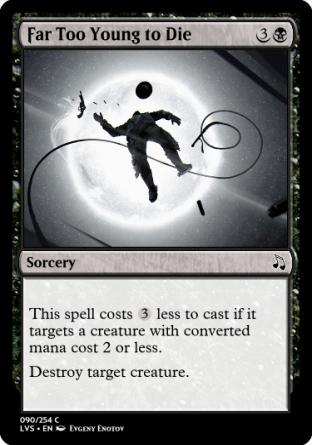 Far Too Young to Die 3
Sorcery
This spell costs 3 less to cast if it
targets a creature with converted
mana cost 2 or less.
Destroy target creature.
090/254 C
LVS • EN Evgeny Enotov